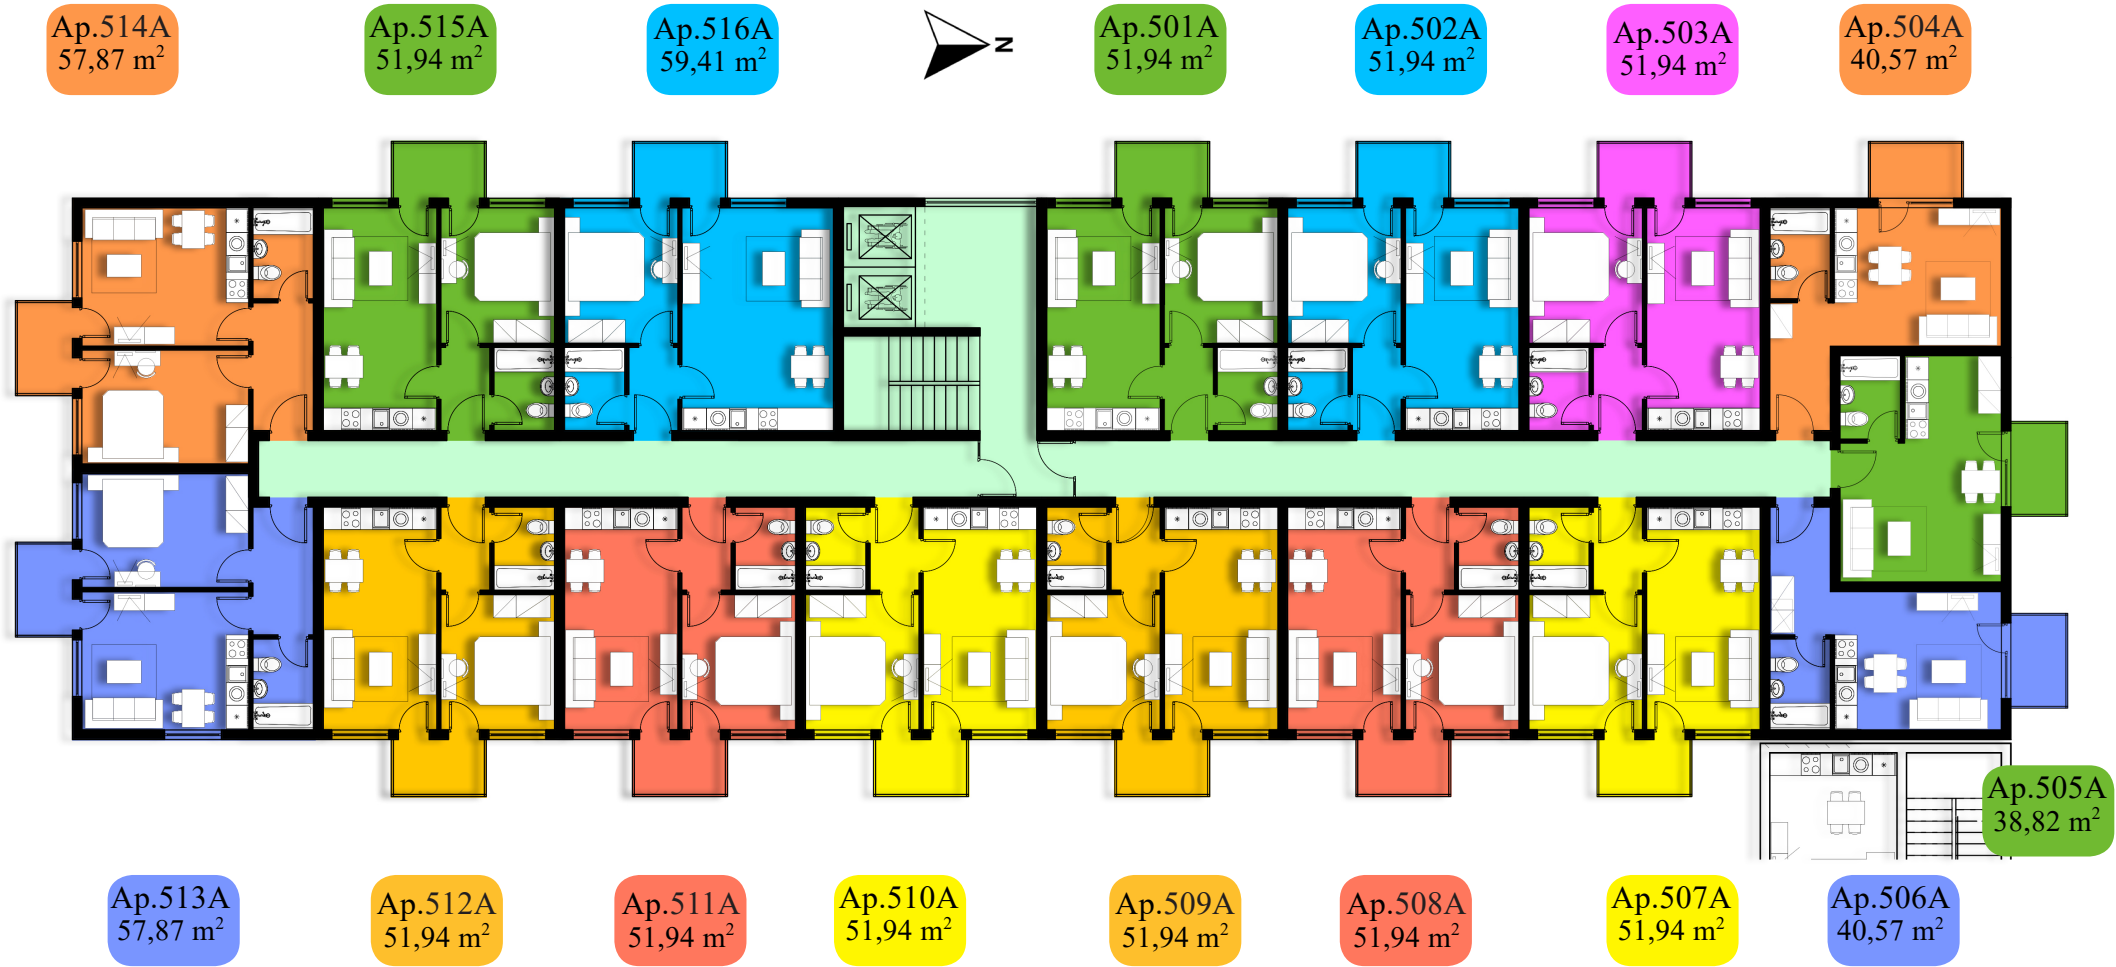 Ap.514A
57,87 m²
Ap.515A
51,94 m²
Ap.516A
59,41 m²
N
Ap.501A
51,94 m²
Ap.502A
51,94 m²
Ap.503A
51,94 m²
Ap.504A
40,57 m²
Ap.505A
38,82 m²
Ap.513A
57,87 m²
Ap.512A
51,94 m²
Ap.511A
51,94 m²
Ap.510A
51,94 m²
Ap.509A
51,94 m²
Ap.508A
51,94 m²
Ap.507A
51,94 m²
Ap.506A
40,57 m²